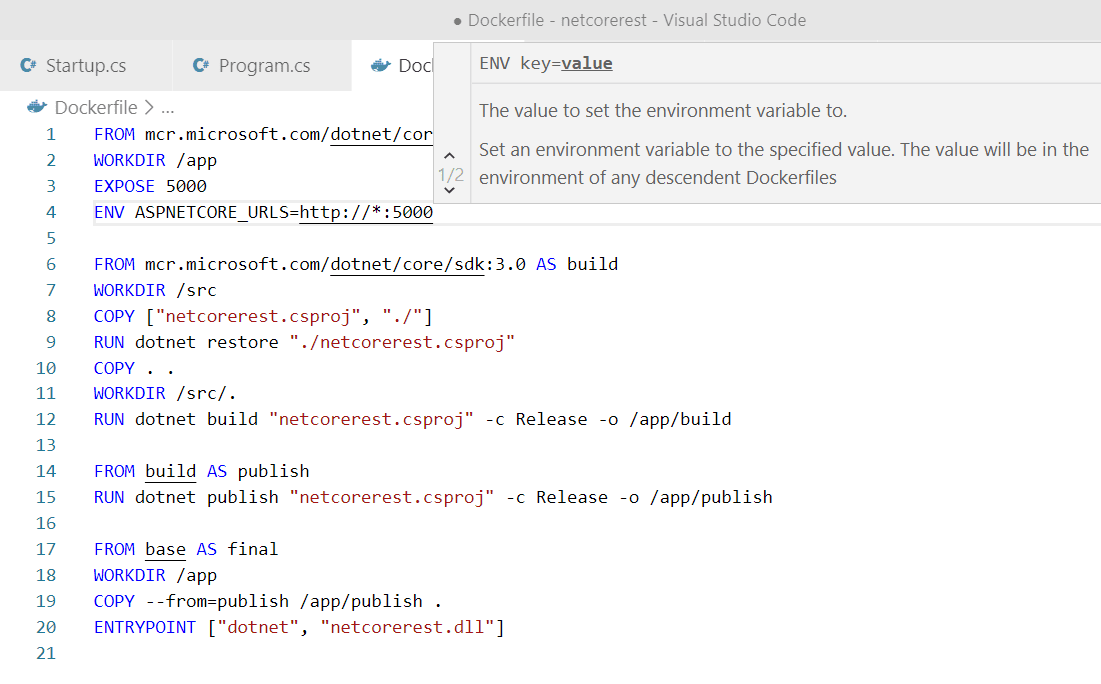 ● Dockerfile - netcorerest - Visual Studio Code
C# Startup.cs
C# Program.cs
ENV key=value
The value to set the environment variable to.
Set an environment variable to the specified value. The value will be in the
environment of any descendent Dockerfiles
1/2
Dockerfile > ...
1 FROM mcr.microsoft.com/dotnet/cor
2 WORKDIR /app
3 EXPOSE 5000
4 ENV ASPNETCORE_URLS=http://*:5000
5
6 FROM mcr.microsoft.com/dotnet/core/sdk:3.0 AS build
7 WORKDIR /src
8 COPY ["netcorerest.csproj", "./"]
9 RUN dotnet restore "./netcorerest.csproj"
10 COPY . .
11 WORKDIR /src/.
12 RUN dotnet build "netcorerest.csproj" -c Release -o /app/build
13
14 FROM build AS publish
15 RUN dotnet publish "netcorerest.csproj" -c Release -o /app/publish
16
17 FROM base AS final
18 WORKDIR /app
19 COPY --from=publish /app/publish .
20 ENTRYPOINT ["dotnet", "netcorerest.dll"]
21